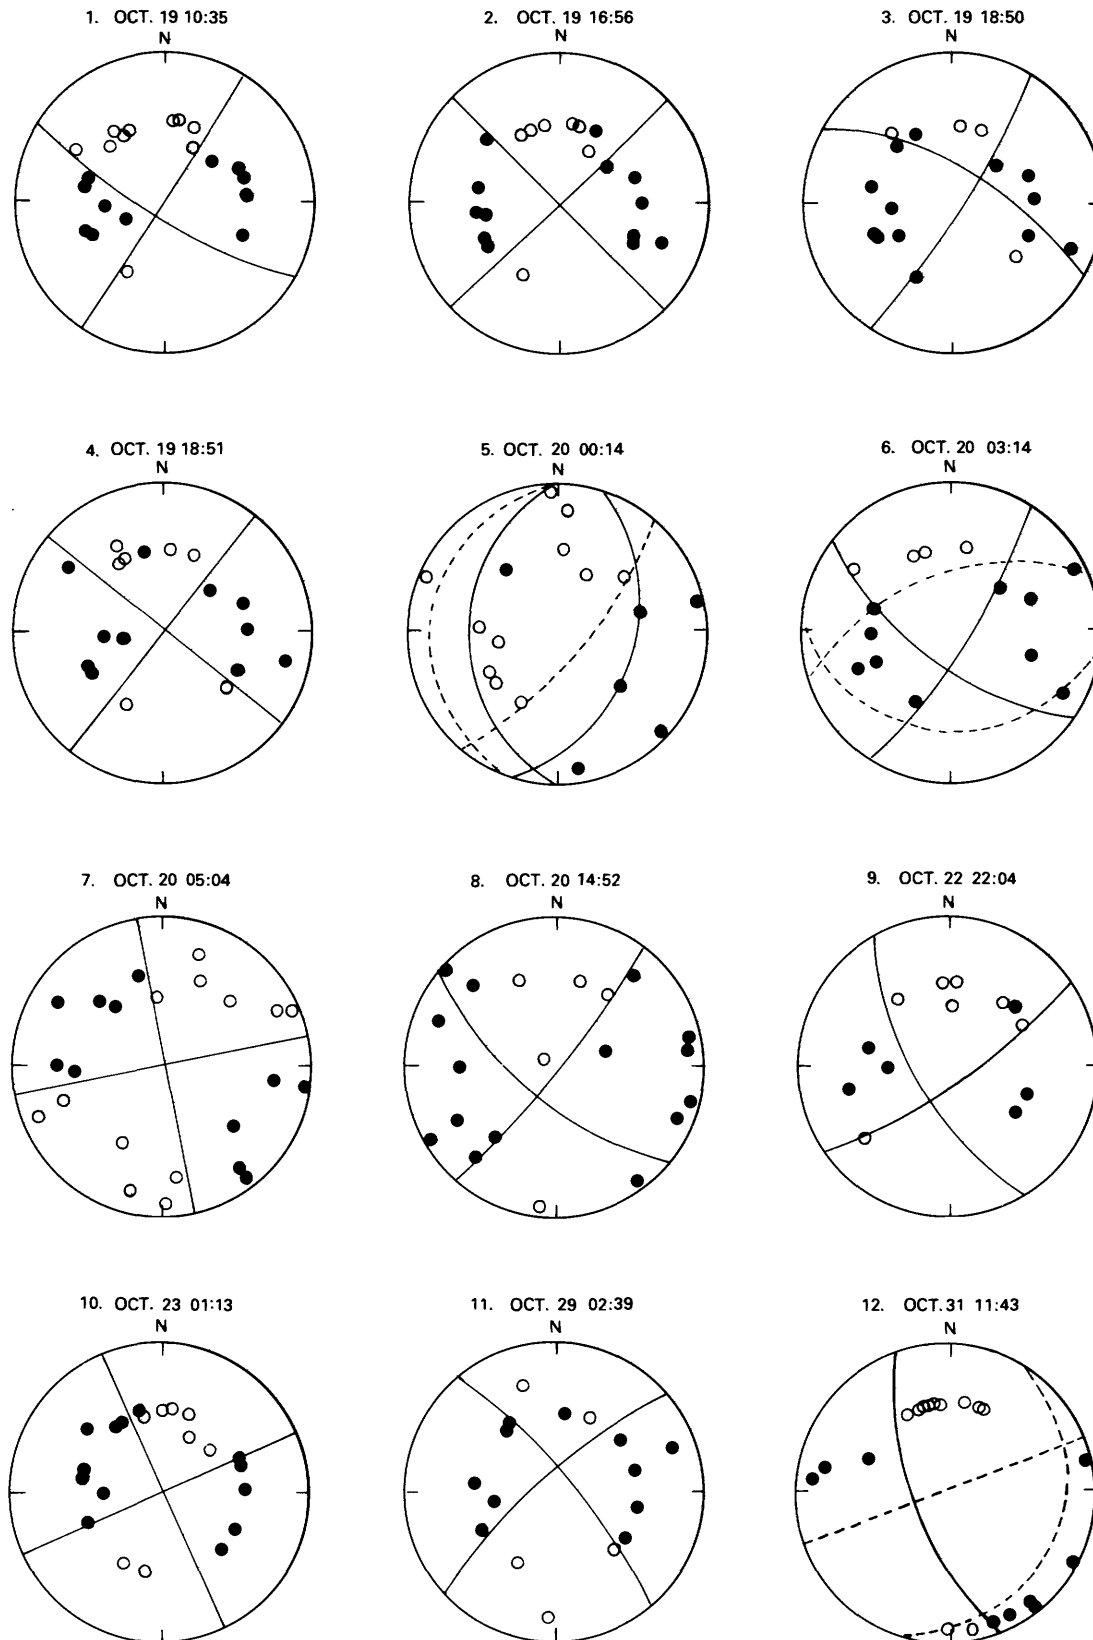 1. OCT. 19 10:35
N
2. OCT. 19 16:56
N
3. OCT. 19 18:50
N
4. OCT. 19 18:51
N
5. OCT. 20 00:14
N
6. OCT. 20 03:14
N
7. OCT. 20 05:04
N
8. OCT. 20 14:52
N
9. OCT. 22 22:04
N
10. OCT. 23 01:13
N
11. OCT. 29 02:39
N
12. OCT. 31 11:43
N